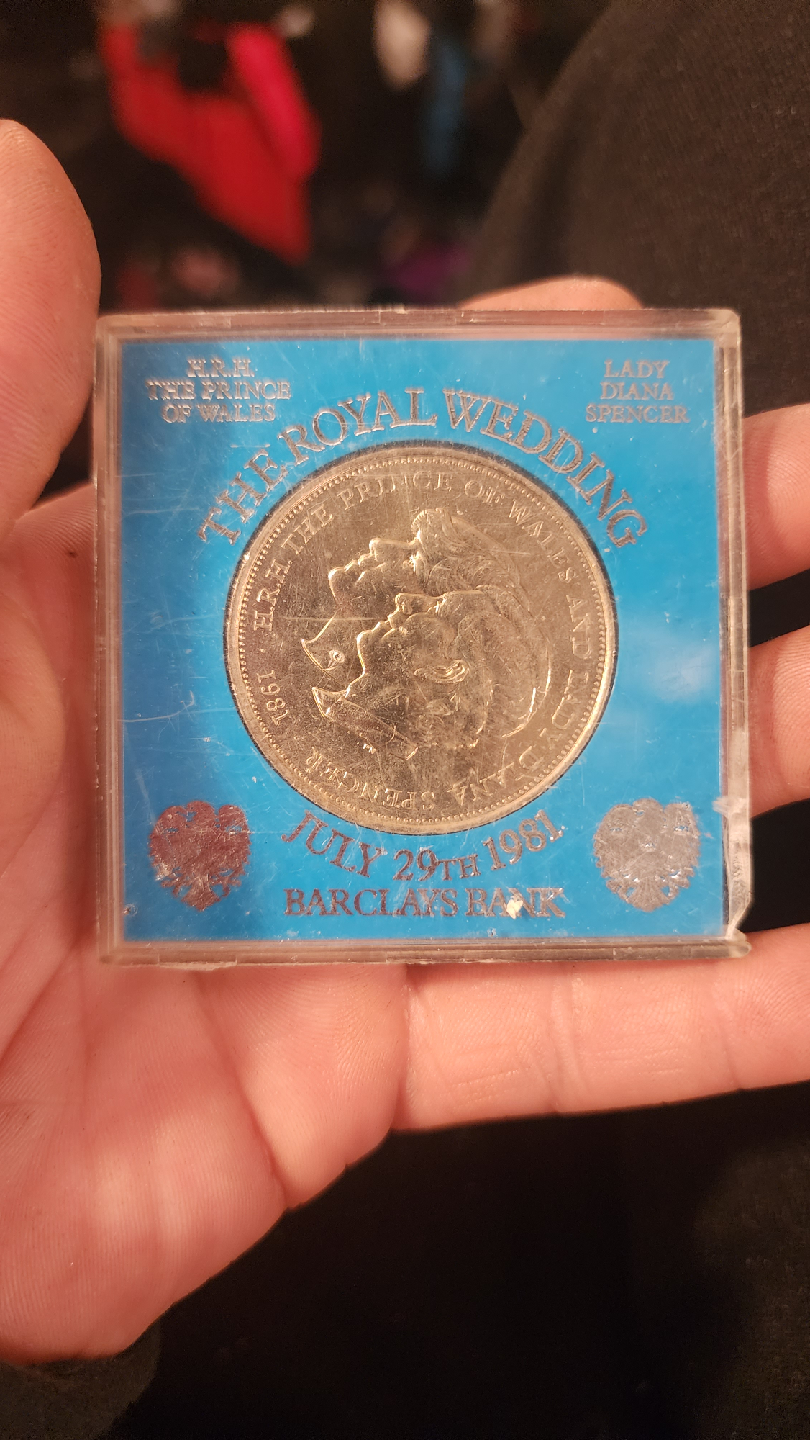 H.R.H.
THE PRINCE
OF WALES
LADY
DIANA
SPENCER
THE ROYAL WEDDING
H.R.H. THE PRINCE OF WALES AND LADY DIANA SPENCER
1981
JULY 29TH 1981
BARCLAYS BANK